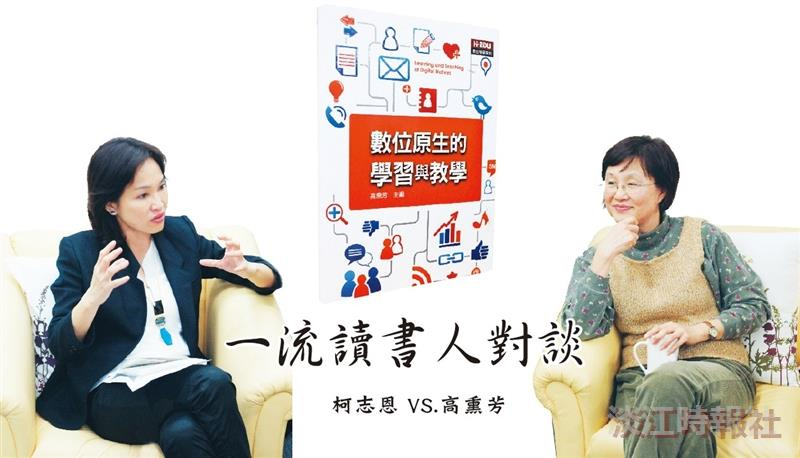 Hi-EDU
Learning and Teaching
of Digital Natives
數位原生的
學習與教學
高熏芳 主編
一流讀書人對談
柯志恩 VS.高熏芳
淡江時報社